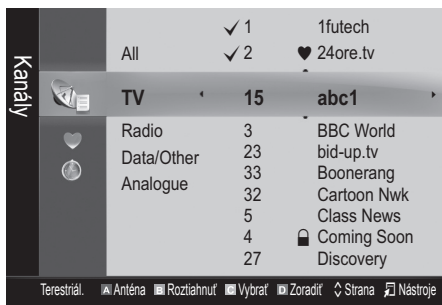 Kanály
✓ 1 1futech
All ✓ 2 ♥ 24ore.tv
TV 15 abc1
Radio 3 BBC World
Data/Other 23 bid-up.tv
Analogue 33 Boonerang
32 Cartoon Nwk
5 Class News
4 Coming Soon
27 Discovery
Terestriál. A Anténa B Roztiahnuť C Vybrať D Zoradiť Strana Nástroje